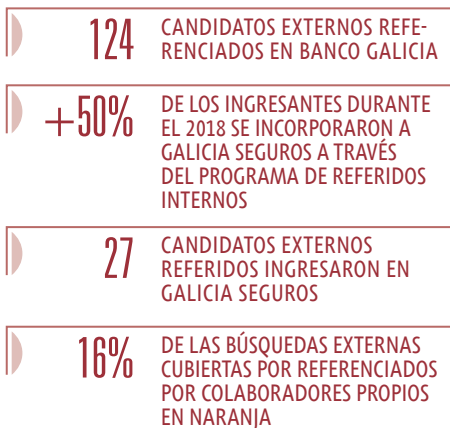 124
CANDIDATOS EXTERNOS REFE-
RENCIADOS EN BANCO GALICIA
+50%
DE LOS INGRESANTES DURANTE
EL 2018 SE INCORPORARON A
GALICIA SEGUROS A TRAVÉS
DEL PROGRAMA DE REFERIDOS
INTERNOS
27
CANDIDATOS EXTERNOS
REFERIDOS INGRESARON EN
GALICIA SEGUROS
16%
DE LAS BÚSQUEDAS EXTERNAS
CUBIERTAS POR REFERENCIADOS
POR COLABORADORES PROPIOS
EN NARANJA